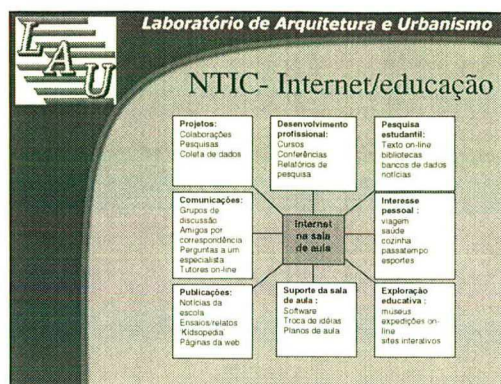 Laboratório de Arquitetura e Urbanismo
LAU
NTIC- Internet/educação
Projetos:
Colaborações
Pesquisas
Coleta de dados
Desenvolvimento
profissional:
Cursos
Conferências
Relatórios de
pesquisa
Pesquisa
estudantil:
Texto on-line
bibliotecas
bancos de dados
notícias
Comunicações:
Grupos de
discussão
Amigos por
correspondência
Perguntas a um
especialista
Tutores on-line
Internet
na sala
de aula
Interesse
pessoal :
viagem
saúde
cozinha
passatempo
esportes
Publicações:
Notícias da
escola
Ensaios/relatos
Kidsopedia
Páginas da web
Suporte da sala
de aula :
Software
Troca de idéias
Planos de aula
Exploração
educativa :
museus
expedições on-
line
sites interativos